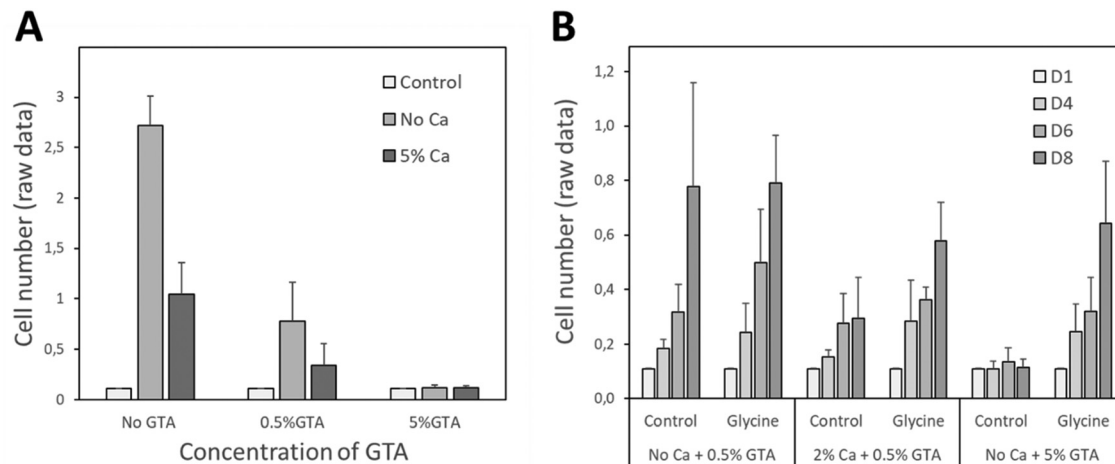 A
Cell number (raw data)
3
2,5
2
1,5
1
0,5
0
Control
No Ca
5% Ca
No GTA
0.5%GTA
5%GTA
Concentration of GTA
B
Cell number (raw data)
1,2
1,0
0,8
0,6
0,4
0,2
0,0
D1
D4
D6
D8
Control
Glycine
Control
Glycine
Control
Glycine
No Ca + 0.5% GTA
2% Ca + 0.5% GTA
No Ca + 5% GTA